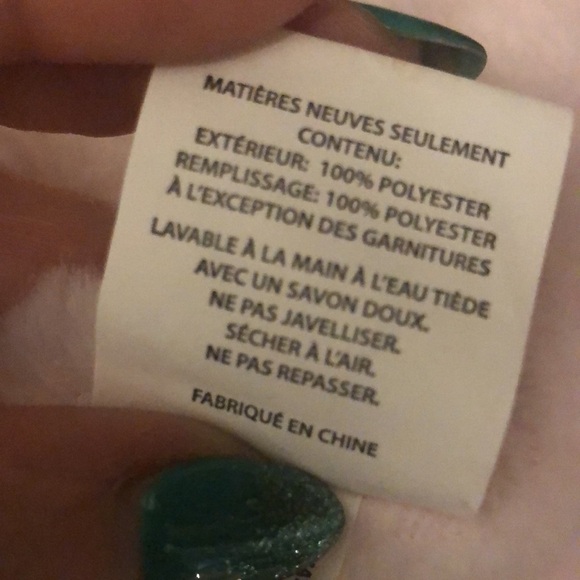 MATIÈRES NEUVES SEULEMENT
CONTENU:
EXTÉRIEUR: 100% POLYESTER
REMPLISSAGE: 100% POLYESTER
À L'EXCEPTION DES GARNITURES
LAVABLE À LA MAIN À L'EAU TIÈDE
AVEC UN SAVON DOUX.
NE PAS JAVELLISER.
SÉCHER À L'AIR.
NE PAS REPASSER.
FABRIQUÉ EN CHINE